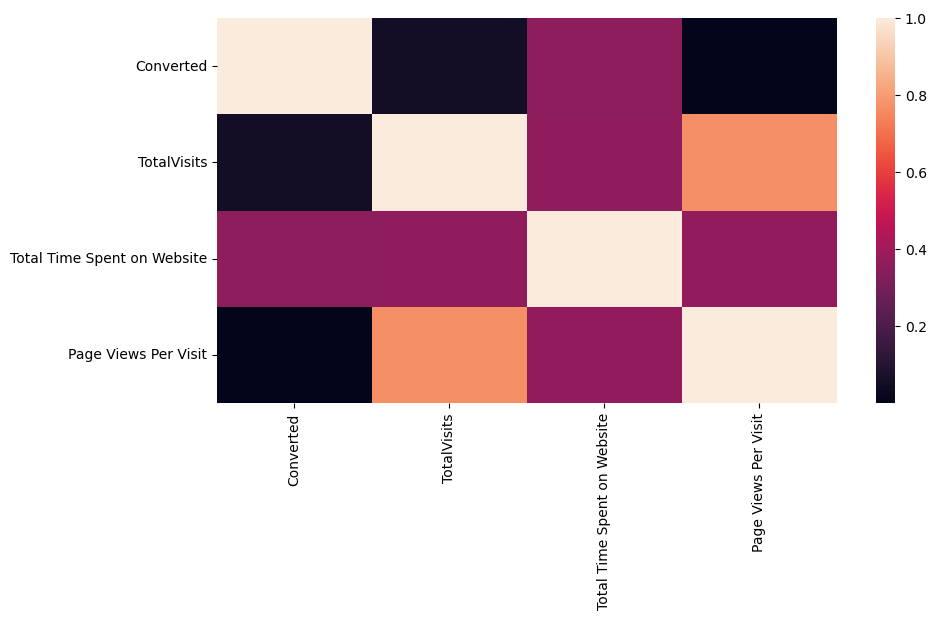 Converted
TotalVisits
Total Time Spent on Website
Page Views Per Visit
Converted
TotalVisits
Total Time Spent on Website
Page Views Per Visit
1.0
0.8
0.6
0.4
0.2